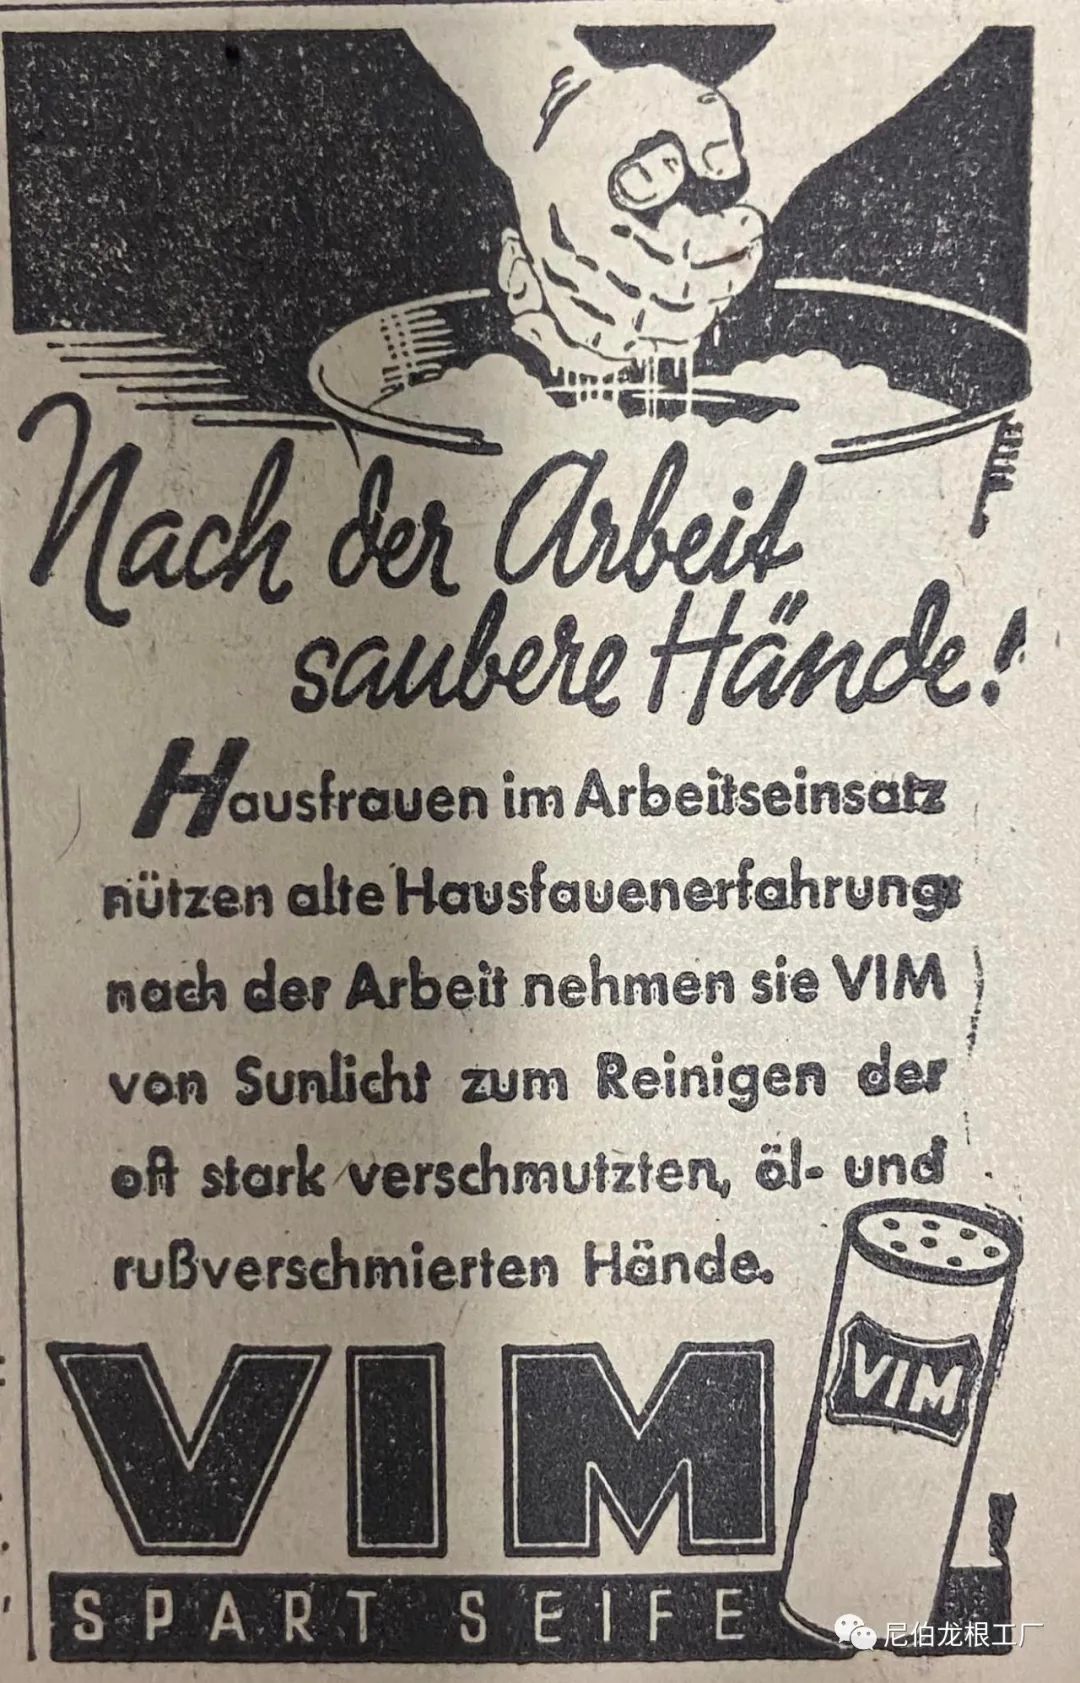 Nach der Arbeit
saubere Hände!
Hausfrauen im Arbeitseinsatz
nützen alte Hausfauenerfahrung:
nach der Arbeit nehmen sie VIM
von Sunlicht zum Reinigen der
oft stark verschmutzten, öl- und
rußverschmierten Hände.
VIM
VIM
SPART SEIFE
尼伯龙根工厂